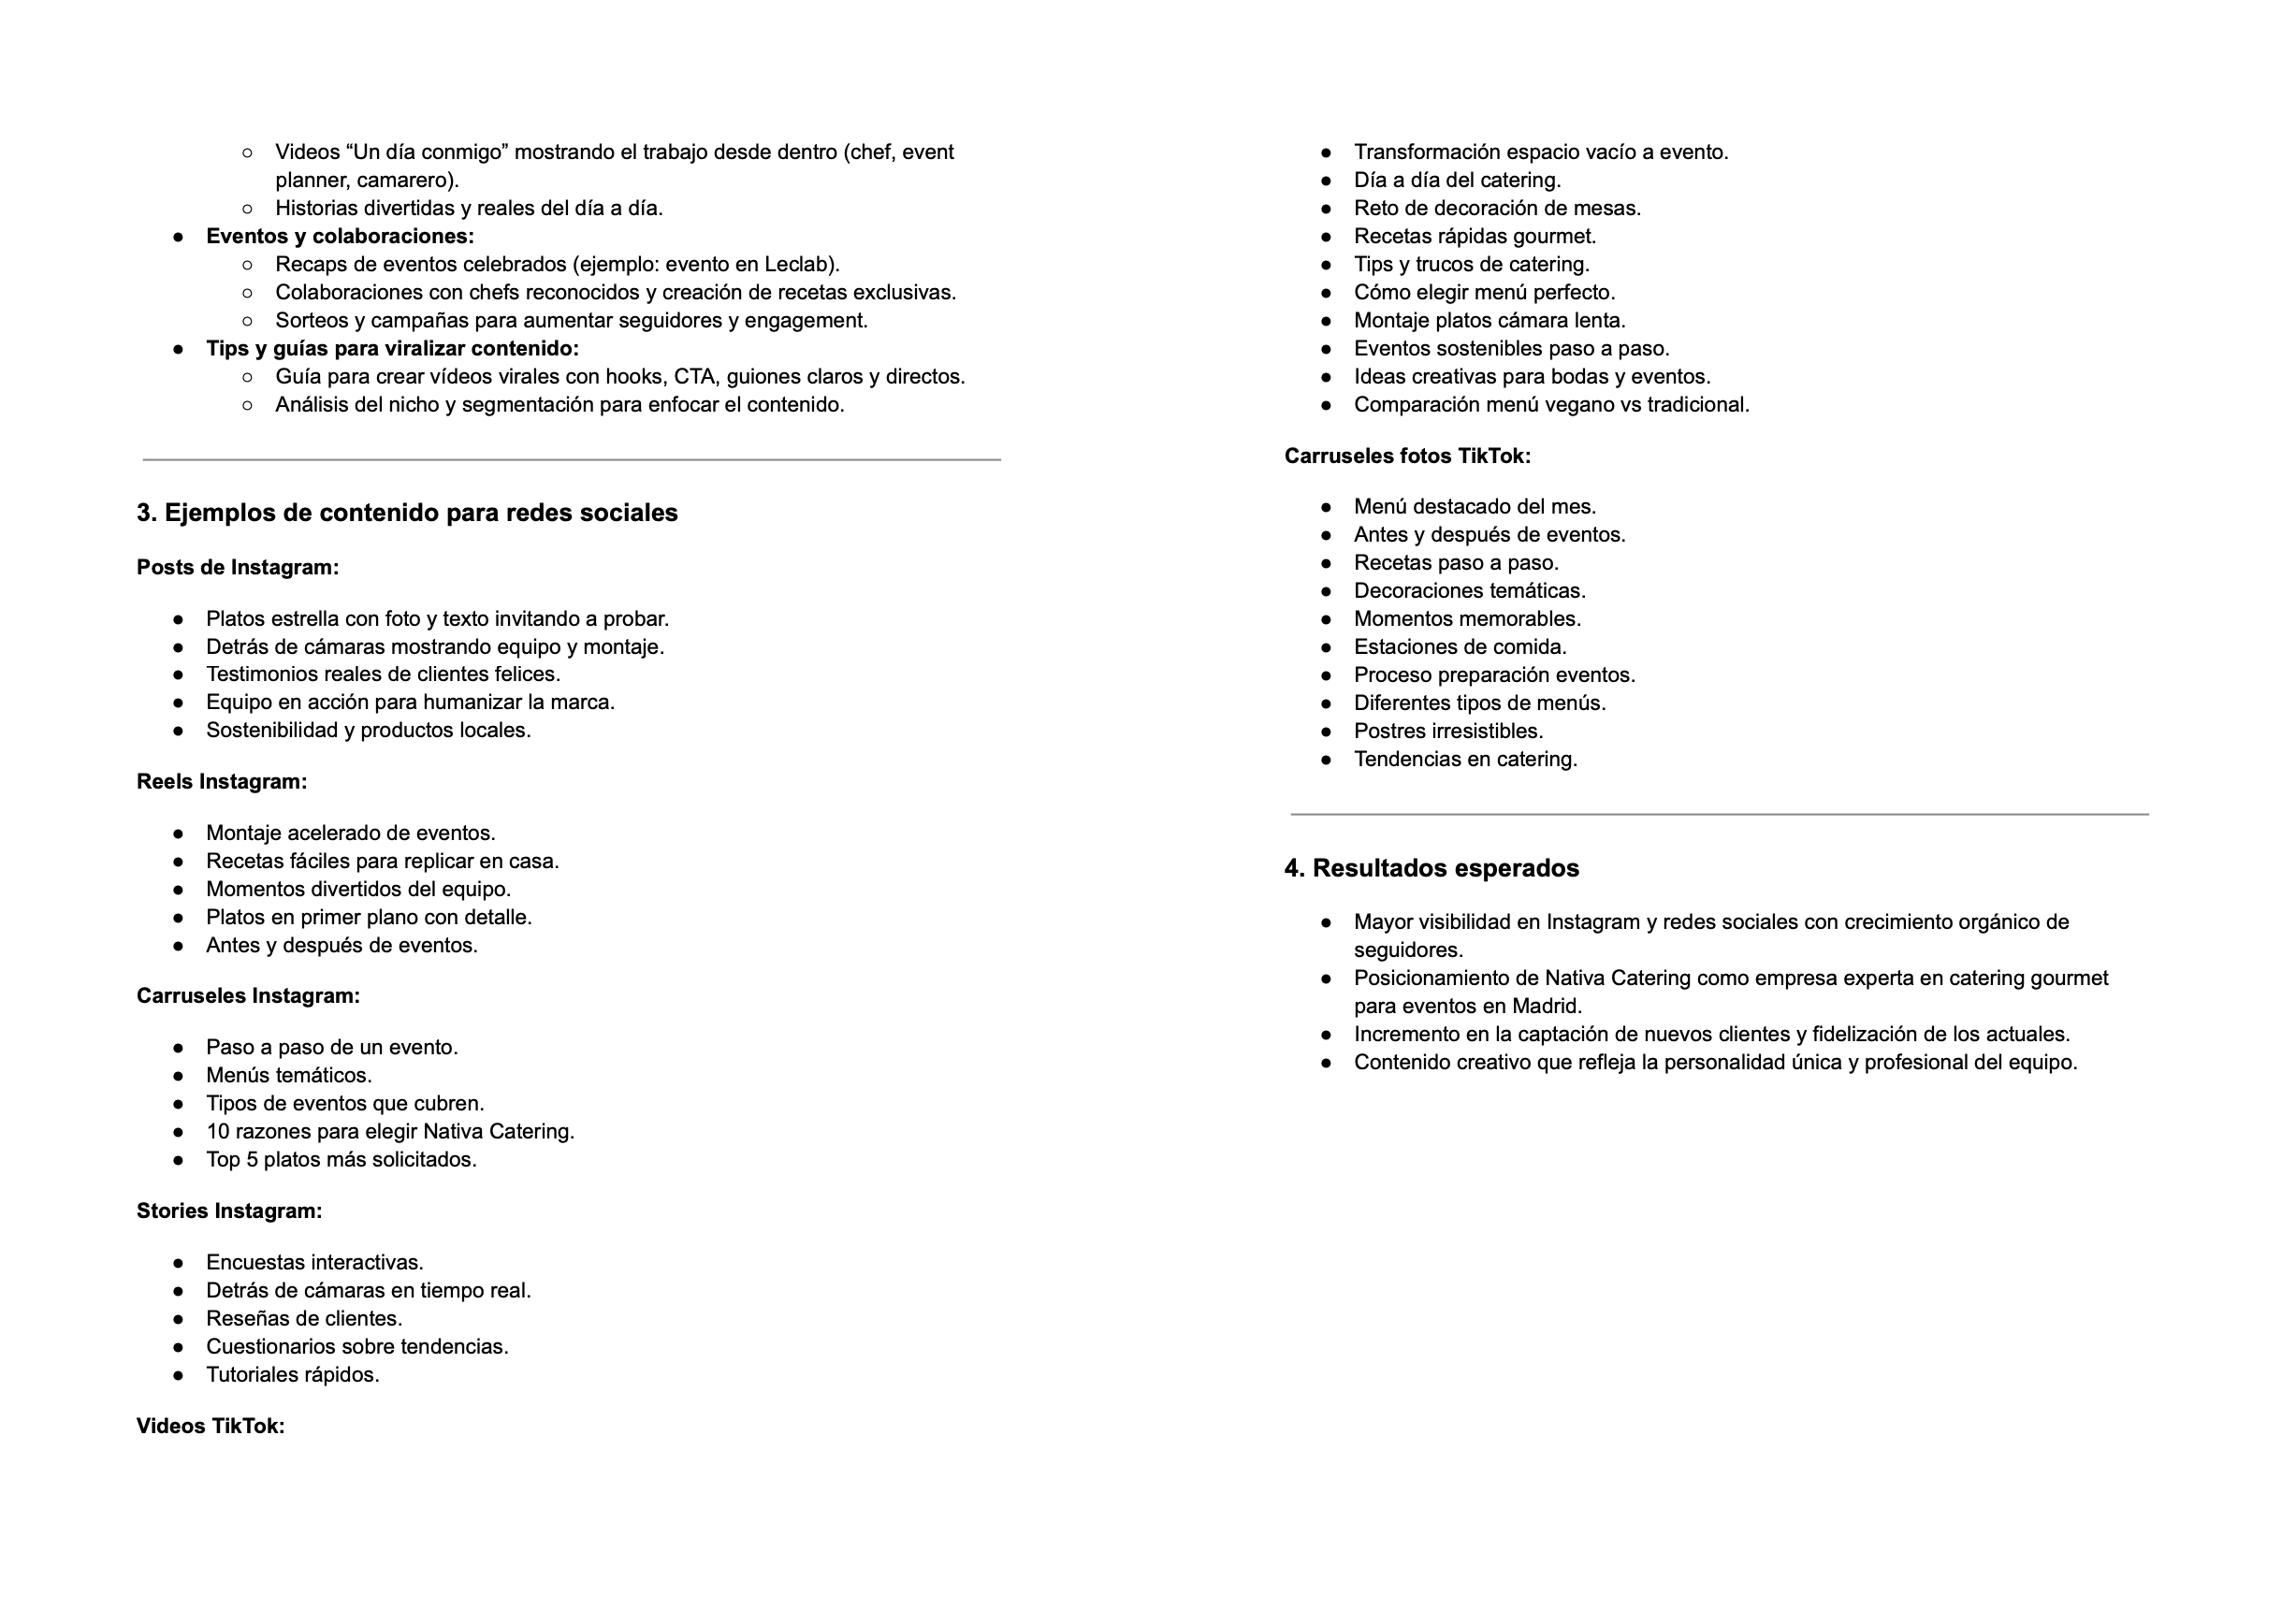 ○ Videos “Un día conmigo” mostrando el trabajo desde dentro (chef, event
planner, camarero).
○ Historias divertidas y reales del día a día.
● Eventos y colaboraciones:
○ Recaps de eventos celebrados (ejemplo: evento en Leclab).
○ Colaboraciones con chefs reconocidos y creación de recetas exclusivas.
○ Sorteos y campañas para aumentar seguidores y engagement.
● Tips y guías para viralizar contenido:
○ Guía para crear vídeos virales con hooks, CTA, guiones claros y directos.
○ Análisis del nicho y segmentación para enfocar el contenido.
3. Ejemplos de contenido para redes sociales
Posts de Instagram:
● Platos estrella con foto y texto invitando a probar.
● Detrás de cámaras mostrando equipo y montaje.
● Testimonios reales de clientes felices.
● Equipo en acción para humanizar la marca.
● Sostenibilidad y productos locales.
Reels Instagram:
● Montaje acelerado de eventos.
● Recetas fáciles para replicar en casa.
● Momentos divertidos del equipo.
● Platos en primer plano con detalle.
● Antes y después de eventos.
Carruseles Instagram:
● Paso a paso de un evento.
● Menús temáticos.
● Tipos de eventos que cubren.
● 10 razones para elegir Nativa Catering.
● Top 5 platos más solicitados.
Stories Instagram:
● Encuestas interactivas.
● Detrás de cámaras en tiempo real.
● Reseñas de clientes.
● Cuestionarios sobre tendencias.
● Tutoriales rápidos.
Videos TikTok:
● Transformación espacio vacío a evento.
● Día a día del catering.
● Reto de decoración de mesas.
● Recetas rápidas gourmet.
● Tips y trucos de catering.
● Cómo elegir menú perfecto.
● Montaje platos cámara lenta.
● Eventos sostenibles paso a paso.
● Ideas creativas para bodas y eventos.
● Comparación menú vegano vs tradicional.
Carruseles fotos TikTok:
● Menú destacado del mes.
● Antes y después de eventos.
● Recetas paso a paso.
● Decoraciones temáticas.
● Momentos memorables.
● Estaciones de comida.
● Proceso preparación eventos.
● Diferentes tipos de menús.
● Postres irresistibles.
● Tendencias en catering.
4. Resultados esperados
● Mayor visibilidad en Instagram y redes sociales con crecimiento orgánico de
seguidores.
● Posicionamiento de Nativa Catering como empresa experta en catering gourmet
para eventos en Madrid.
● Incremento en la captación de nuevos clientes y fidelización de los actuales.
● Contenido creativo que refleja la personalidad única y profesional del equipo.